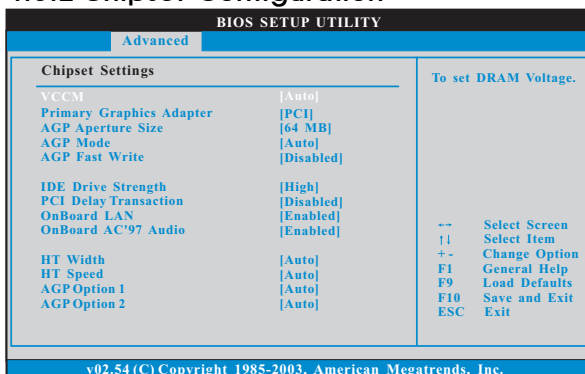 BIOS SETUP UTILITY
Advanced
Chipset Settings
VCCM [Auto]
Primary Graphics Adapter [PCI]
AGP Aperture Size [64 MB]
AGP Mode [Auto]
AGP Fast Write [Disabled]
IDE Drive Strength [High]
PCI Delay Transaction [Disabled]
OnBoard LAN [Enabled]
OnBoard AC'97 Audio [Enabled]
HT Width [Auto]
HT Speed [Auto]
AGP Option 1 [Auto]
AGP Option 2 [Auto]
To set DRAM Voltage.
↔ Select Screen
↑↓ Select Item
+ - Change Option
F1 General Help
F9 Load Defaults
F10 Save and Exit
ESC Exit
v02.54 (C) Copyright 1985-2003, American Megatrends, Inc.